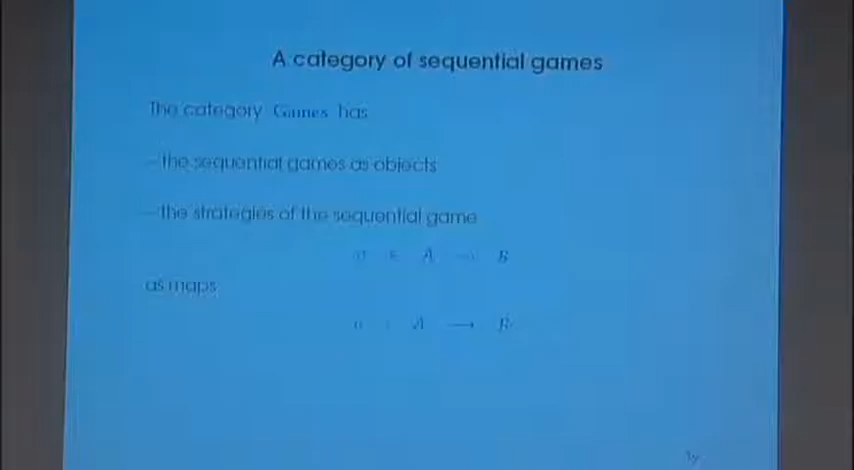 A category of sequential games
The category Games has
– the sequential games as objects
– the strategies of the sequential game
A B
as maps
A ⟶ B